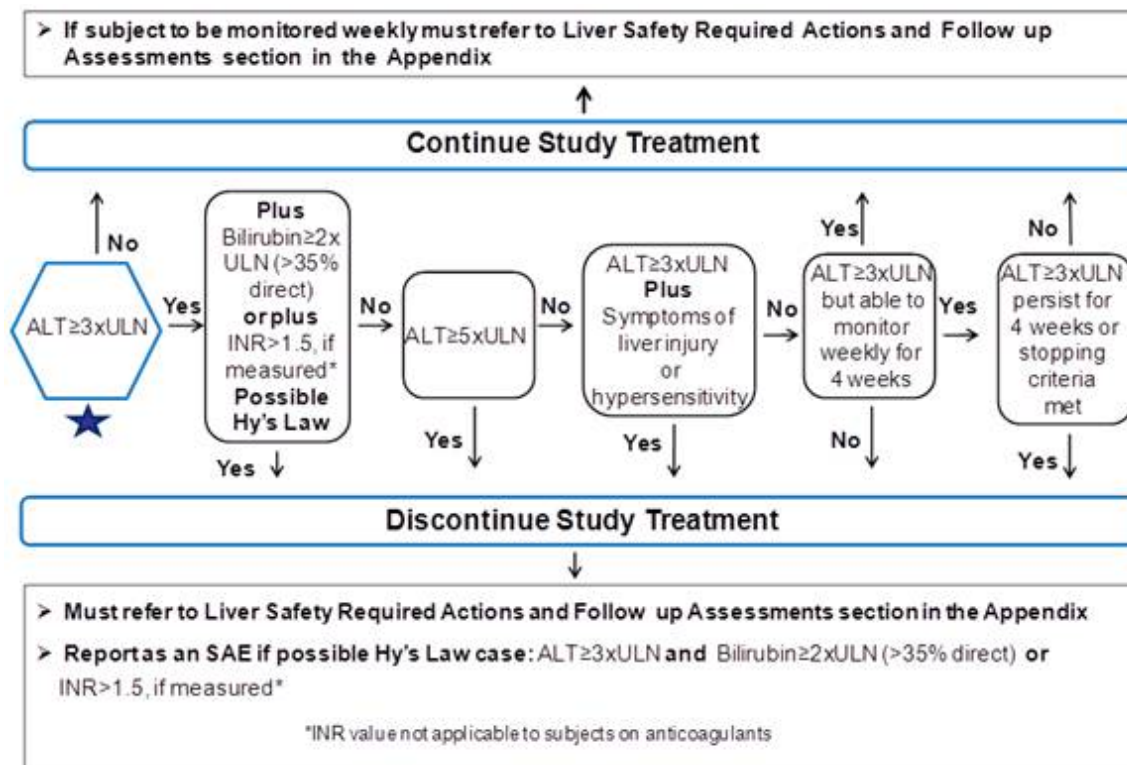 ➢ If subject to be monitored weekly must refer to Liver Safety Required Actions and Follow up
Assessments section in the Appendix
Continue Study Treatment
No
ALT≥3xULN
Yes
Plus
Bilirubin≥2x
ULN (>35%
direct)
or plus
INR>1.5, if
measured*
Possible
Hy's Law
Yes
No
ALT≥5xULN
Yes
No
ALT≥3xULN
Plus
Symptoms of
liver injury
or
hypersensitivity
Yes
No
Yes
ALT≥3xULN
but able to
monitor
weekly for
4 weeks
No
Yes
No
ALT≥3xULN
persist for
4 weeks or
stopping
criteria
met
Yes
Discontinue Study Treatment
➢ Must refer to Liver Safety Required Actions and Follow up Assessments section in the Appendix
➢ Report as an SAE if possible Hy's Law case: ALT≥3xULN and Bilirubin≥2xULN (>35% direct) or
INR>1.5, if measured*
*INR value not applicable to subjects on anticoagulants